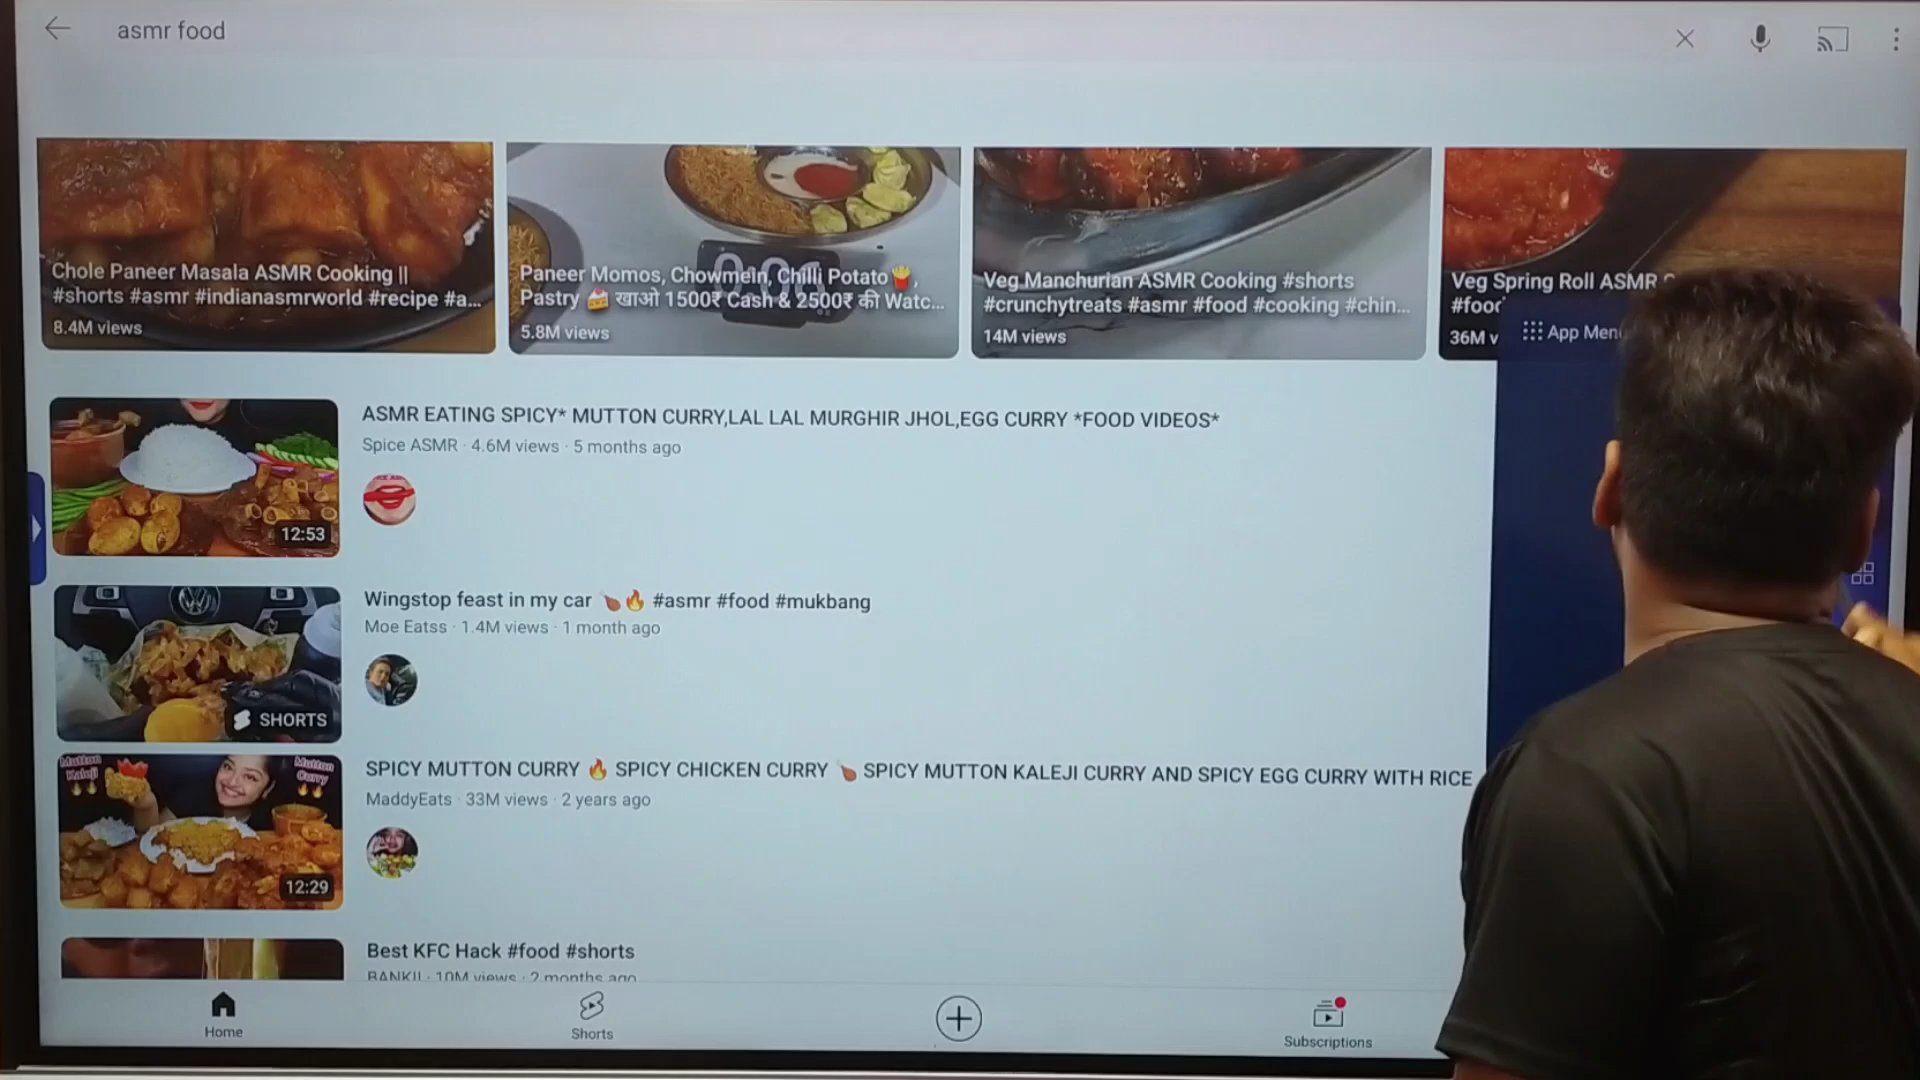 asmr food
Chole Paneer Masala ASMR Cooking ||
#shorts #asmr #indianasmrworld #recipe #a...
8.4M views
Paneer Momos, Chowmein, Chilli Potato🍟,
Pastry 🍰 खाओ 1500₹ Cash & 2500₹ की Watc...
5.8M views
Veg Manchurian ASMR Cooking #shorts
#crunchytreats #asmr #food #cooking #chin...
14M views
Veg Spring Roll ASMR
#food
36M
App Menu
ASMR EATING SPICY* MUTTON CURRY,LAL LAL MURGHIR JHOL,EGG CURRY *FOOD VIDEOS*
Spice ASMR · 4.6M views · 5 months ago
12:53
Wingstop feast in my car 🍗🔥 #asmr #food #mukbang
Moe Eatss · 1.4M views · 1 month ago
SHORTS
Mutton
Kaleji
Mutton
Curry
SPICY MUTTON CURRY 🔥 SPICY CHICKEN CURRY 🍗 SPICY MUTTON KALEJI CURRY AND SPICY EGG CURRY WITH RICE
MaddyEats · 33M views · 2 years ago
12:29
Best KFC Hack #food #shorts
10M views · 2 months ago
Home
Shorts
Subscriptions